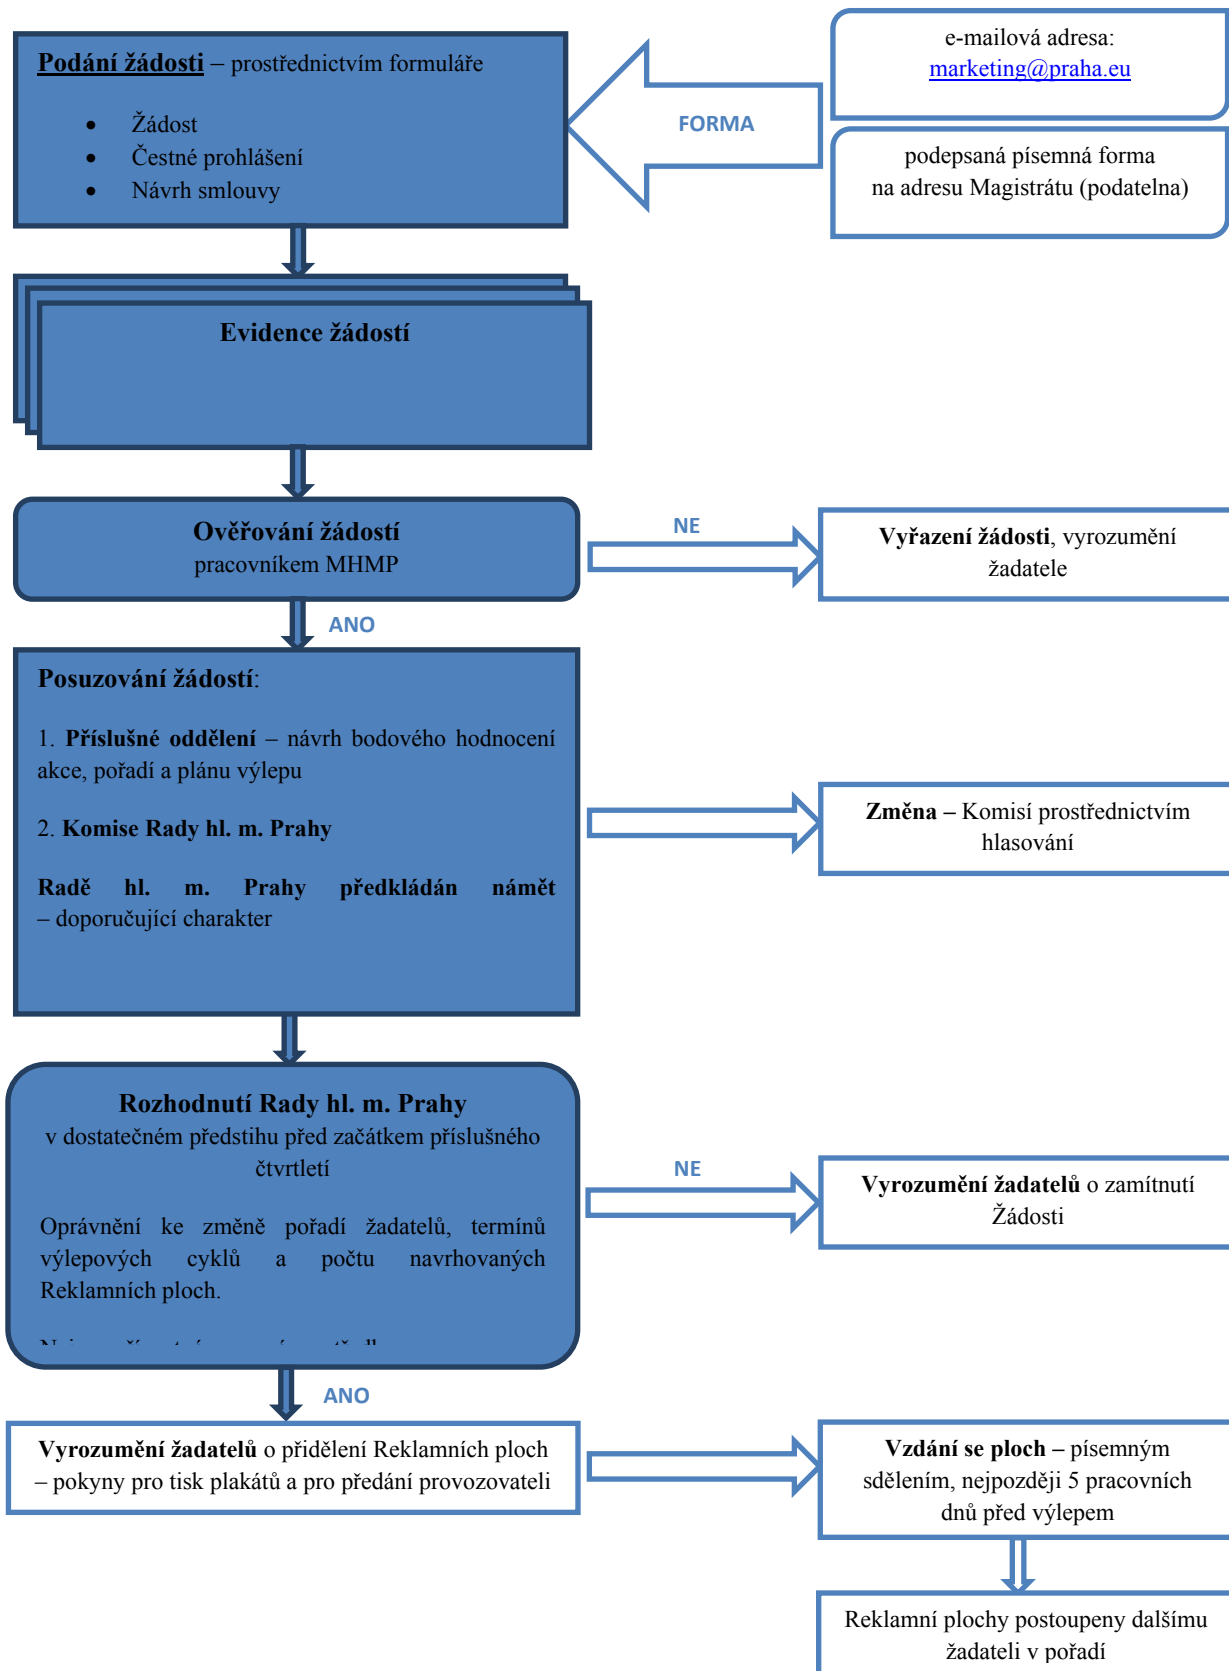 Podání žádosti – prostřednictvím formuláře
• Žádost
• Čestné prohlášení
• Návrh smlouvy
FORMA
e-mailová adresa:
marketing@praha.eu
podepsaná písemná forma
na adresu Magistrátu (podatelna)
Evidence žádostí
Ověřování žádostí
pracovníkem MHMP
NE
Vyřazení žádosti, vyrozumění
žadatele
ANO
Posuzování žádostí:
1. Příslušné oddělení – návrh bodového hodnocení
akce, pořadí a plánu výlepu
2. Komise Rady hl. m. Prahy
Radě hl. m. Prahy předkládán námět
– doporučující charakter
Změna – Komisí prostřednictvím
hlasování
Rozhodnutí Rady hl. m. Prahy
v dostatečném předstihu před začátkem příslušného
čtvrtletí
Oprávnění ke změně pořadí žadatelů, termínů
výlepových cyklů a počtu navrhovaných
Reklamních ploch.
NE
Vyrozumění žadatelů o zamítnutí
Žádosti
ANO
Vyrozumění žadatelů o přidělení Reklamních ploch
– pokyny pro tisk plakátů a pro předání provozovateli
Vzdání se ploch – písemným
sdělením, nejpozději 5 pracovních
dnů před výlepem
Reklamní plochy postoupeny dalšímu
žadateli v pořadí